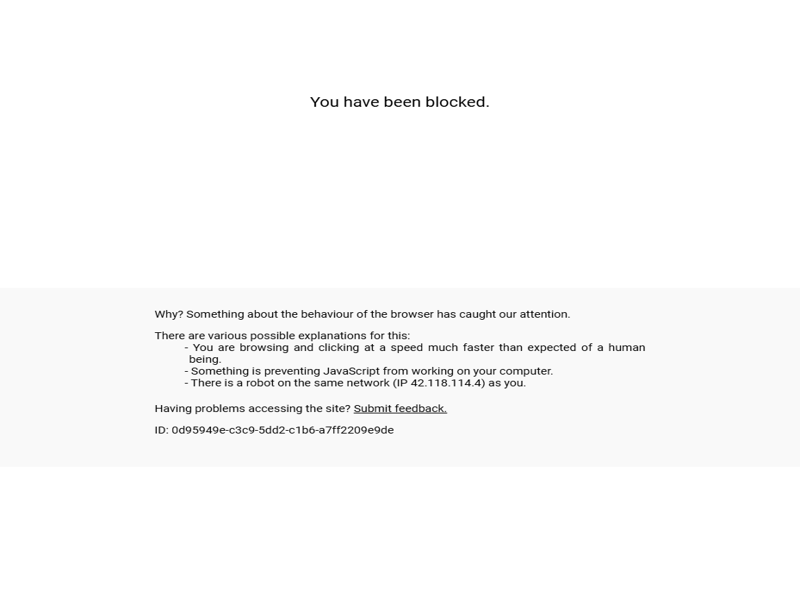 You have been blocked.
Why? Something about the behaviour of the browser has caught our attention.
There are various possible explanations for this:
- You are browsing and clicking at a speed much faster than expected of a human
being.
- Something is preventing JavaScript from working on your computer.
- There is a robot on the same network (IP 42.118.114.4) as you.
Having problems accessing the site? Submit feedback.
ID: 0d95949e-c3c9-5dd2-c1b6-a7ff2209e9de